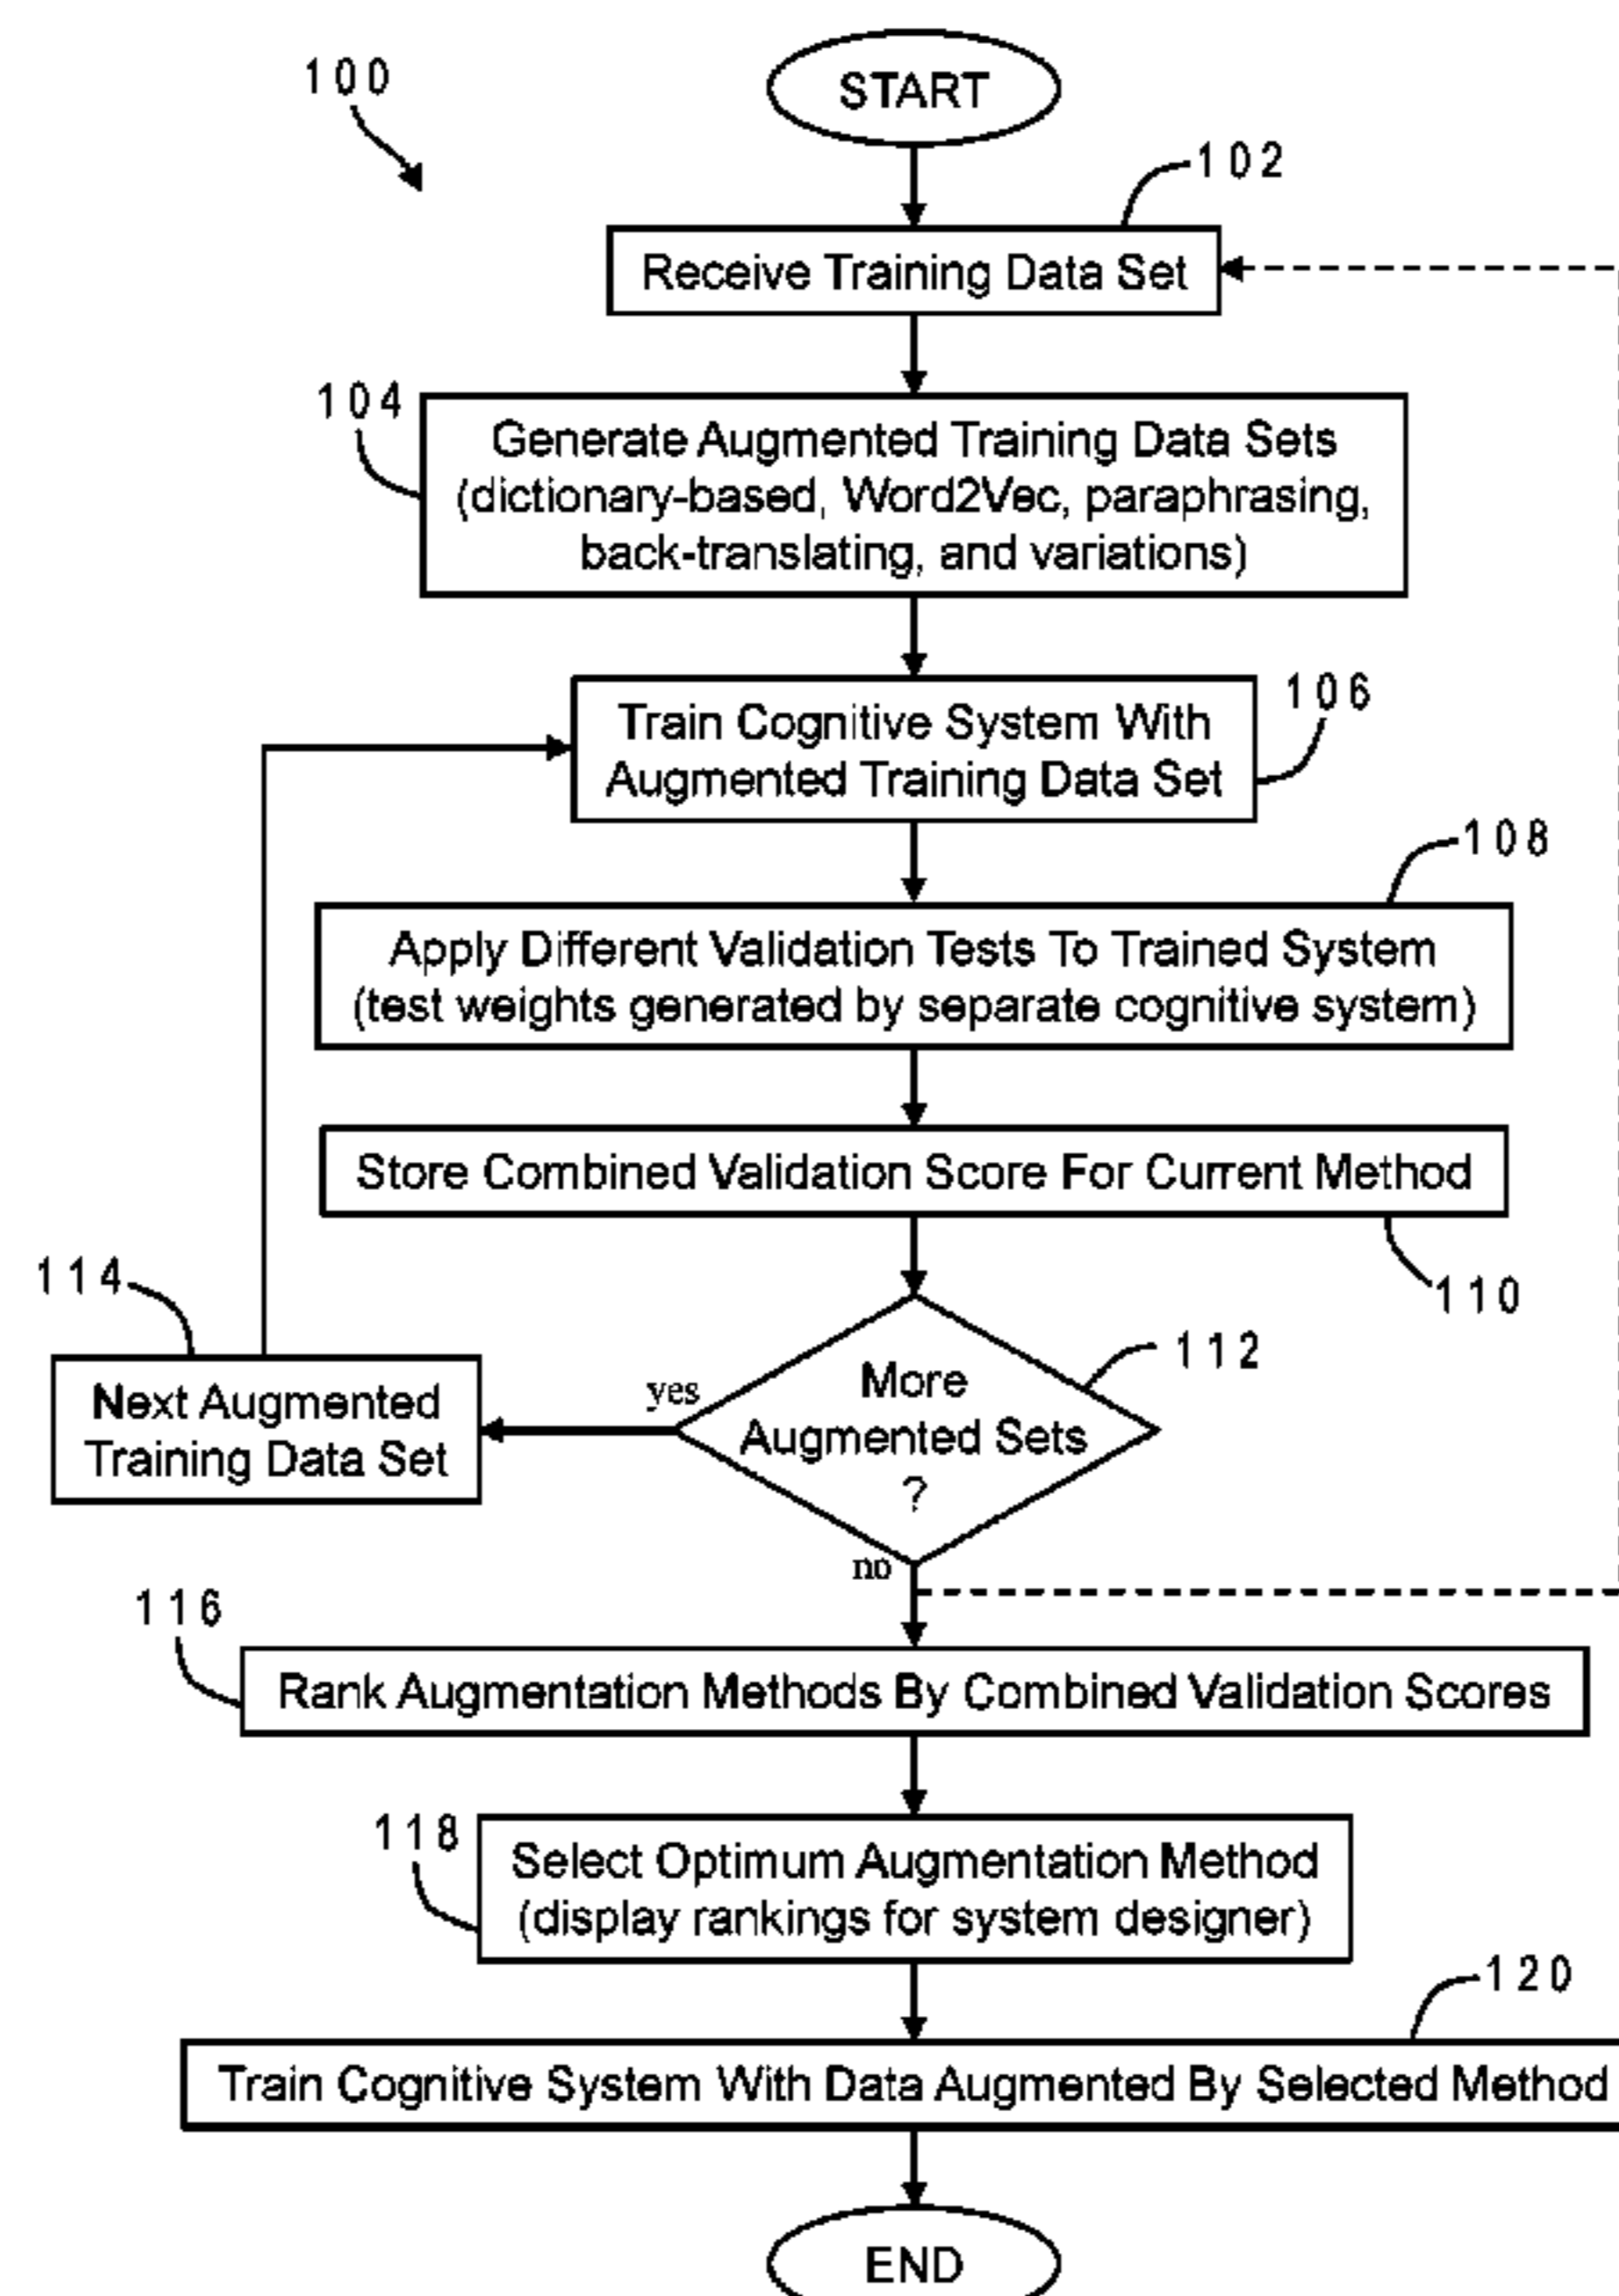 100
START
102
Receive Training Data Set
104
Generate Augmented Training Data Sets
(dictionary-based, Word2Vec, paraphrasing,
back-translating, and variations)
106
Train Cognitive System With
Augmented Training Data Set
108
Apply Different Validation Tests To Trained System
(test weights generated by separate cognitive system)
Store Combined Validation Score For Current Method
110
114
Next Augmented
Training Data Set
yes
112
More
Augmented Sets
?
no
116
Rank Augmentation Methods By Combined Validation Scores
118
Select Optimum Augmentation Method
(display rankings for system designer)
120
Train Cognitive System With Data Augmented By Selected Method
END